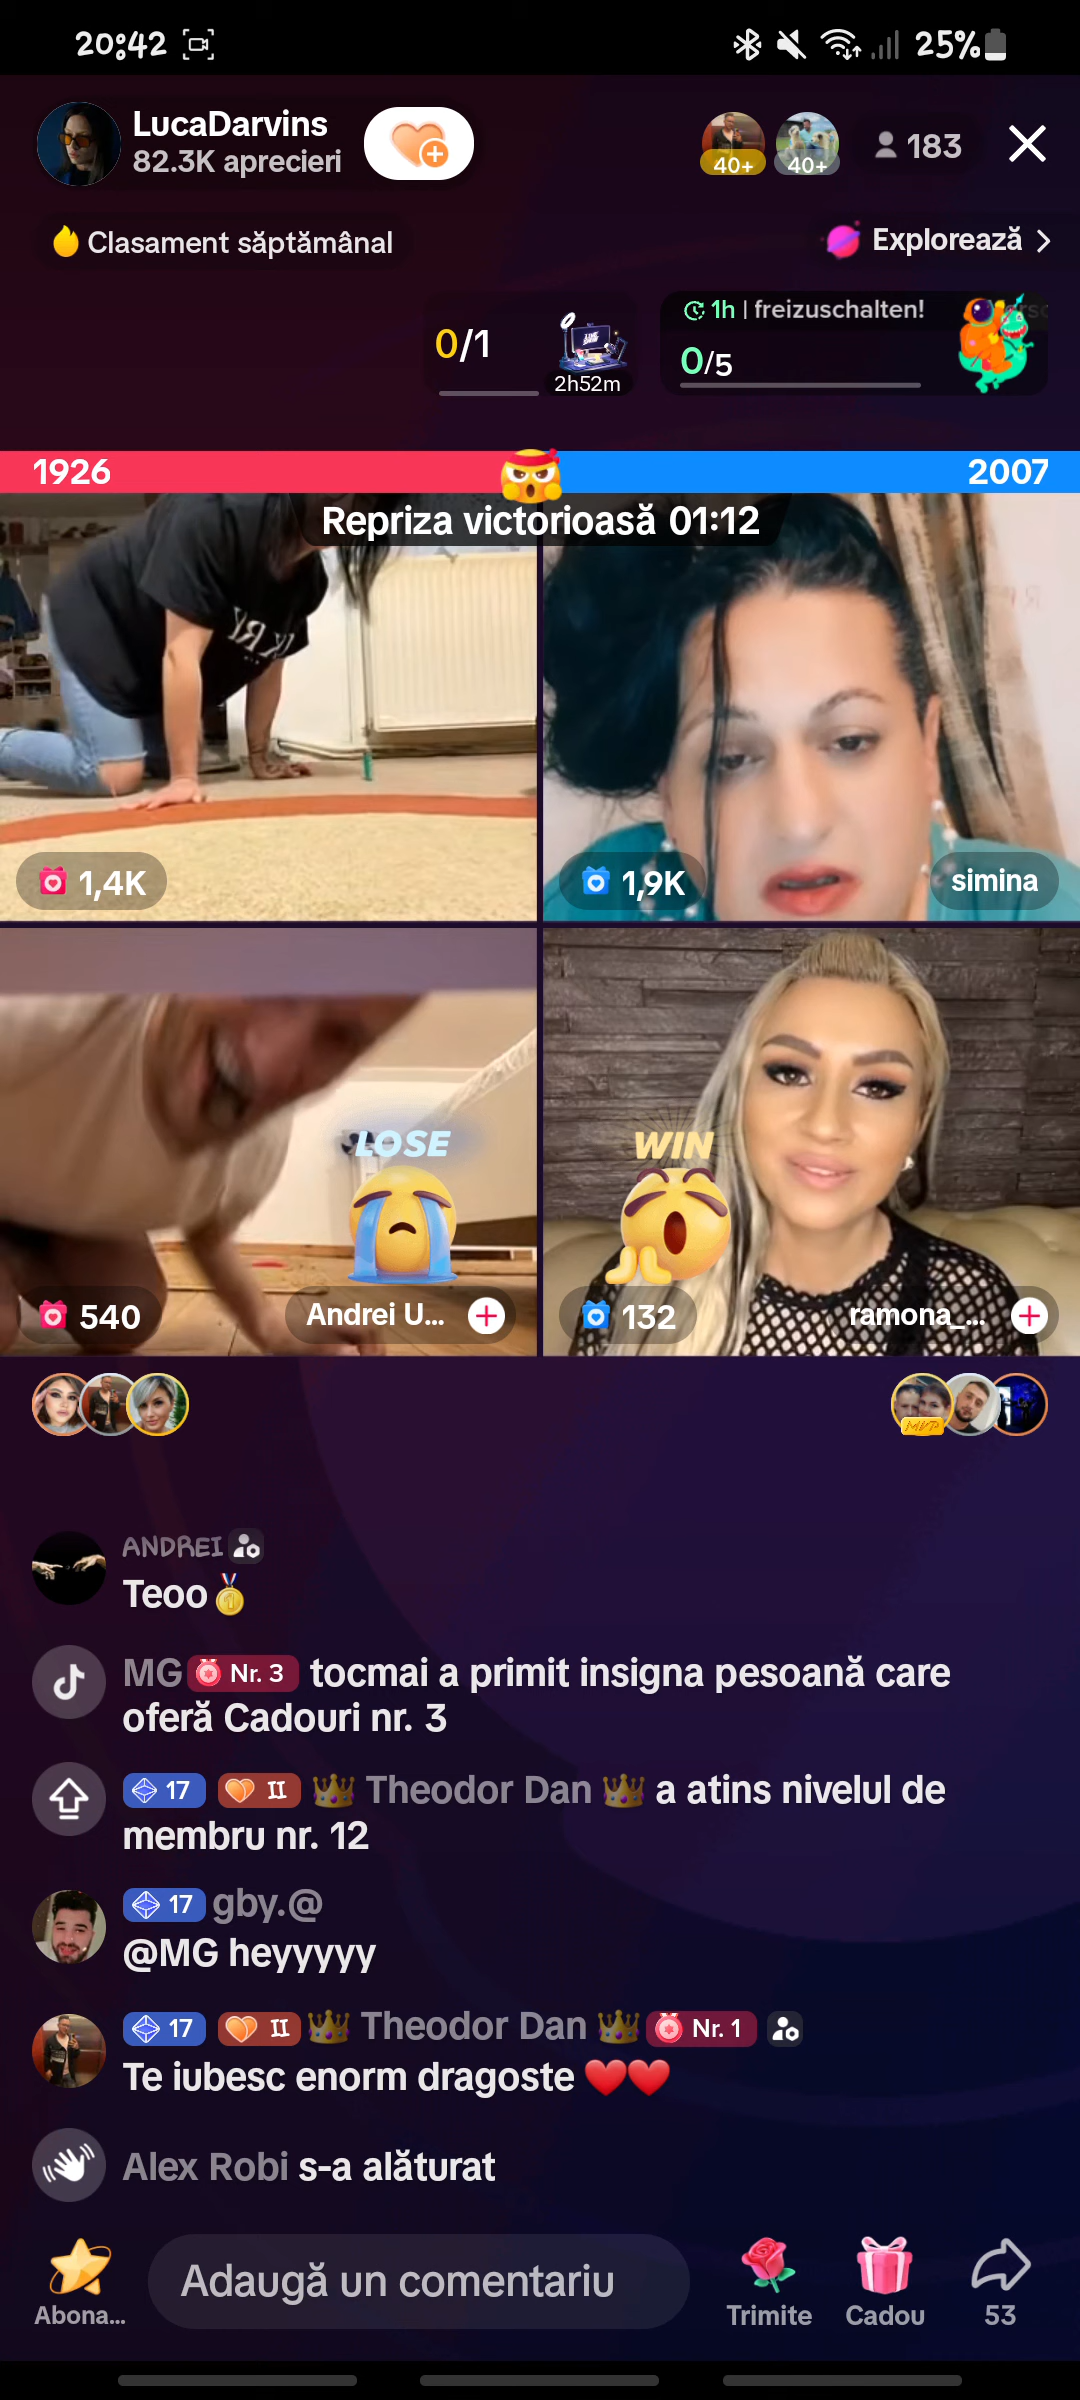 20:42
25%
LucaDarvins
82.3K aprecieri
40+
40+
183
Clasament săptămânal
Explorează
0/1
2h52m
1h | freizuschalten!
0/5
1926
2007
Repriza victorioasă 01:12
1,4K
1,9K
simina
LOSE
WIN
540
Andrei U...
132
ramona_...
MVP
ANDREI
Teoo
MG Nr. 3 tocmai a primit insigna pesoană care
oferă Cadouri nr. 3
17 II Theodor Dan a atins nivelul de
membru nr. 12
17 gby.@
@MG heyyyyy
17 II Theodor Dan Nr. 1
Te iubesc enorm dragoste ❤️❤️
Alex Robi s-a alăturat
Abona...
Adaugă un comentariu
Trimite
Cadou
53